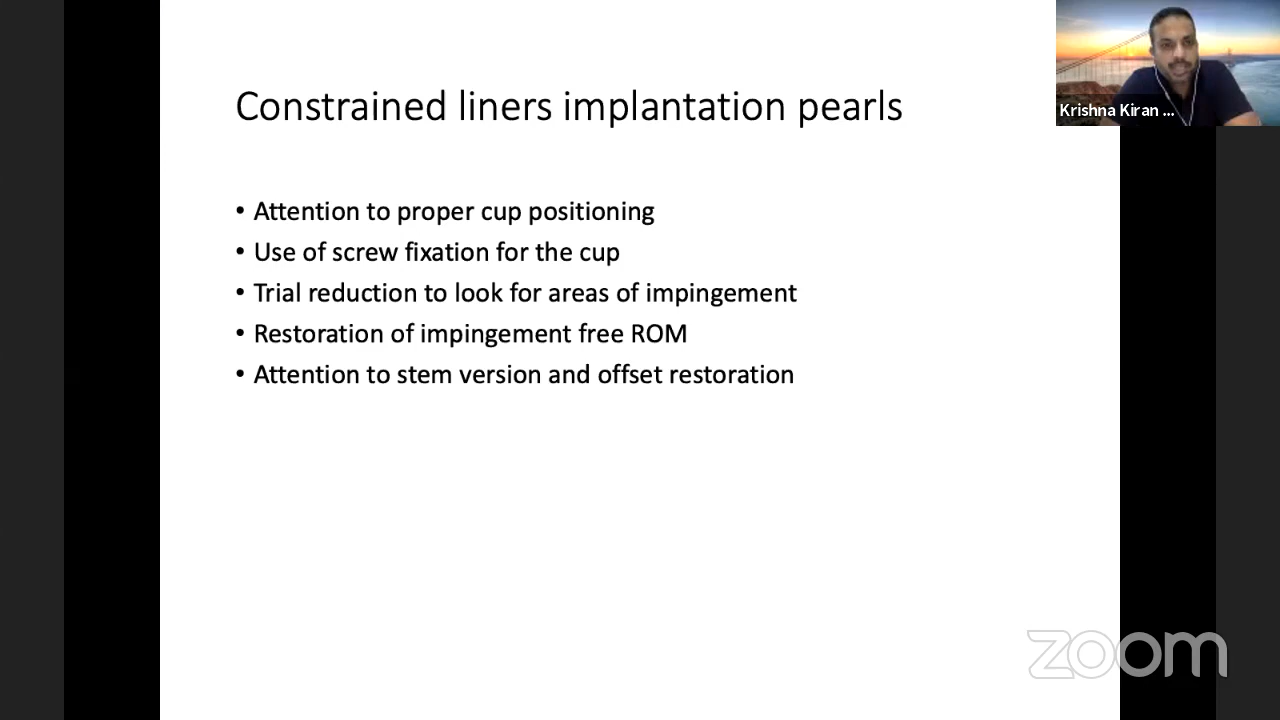 Constrained liners implantation pearls
Krishna Kiran ...
• Attention to proper cup positioning
• Use of screw fixation for the cup
• Trial reduction to look for areas of impingement
• Restoration of impingement free ROM
• Attention to stem version and offset restoration
zoom